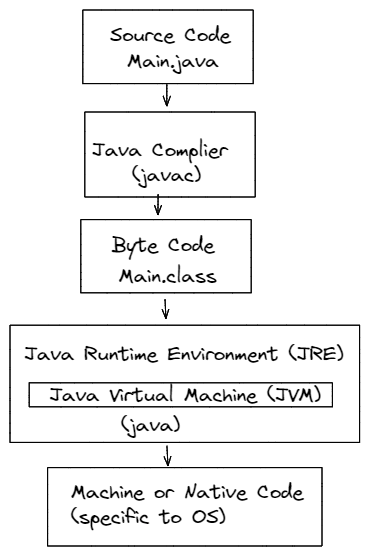 Source Code
Main.java
Java Complier
(javac)
Byte Code
Main.class
Java Runtime Environment (JRE)
Java Virtual Machine (JVM)
(java)
Machine or Native Code
(specific to OS)